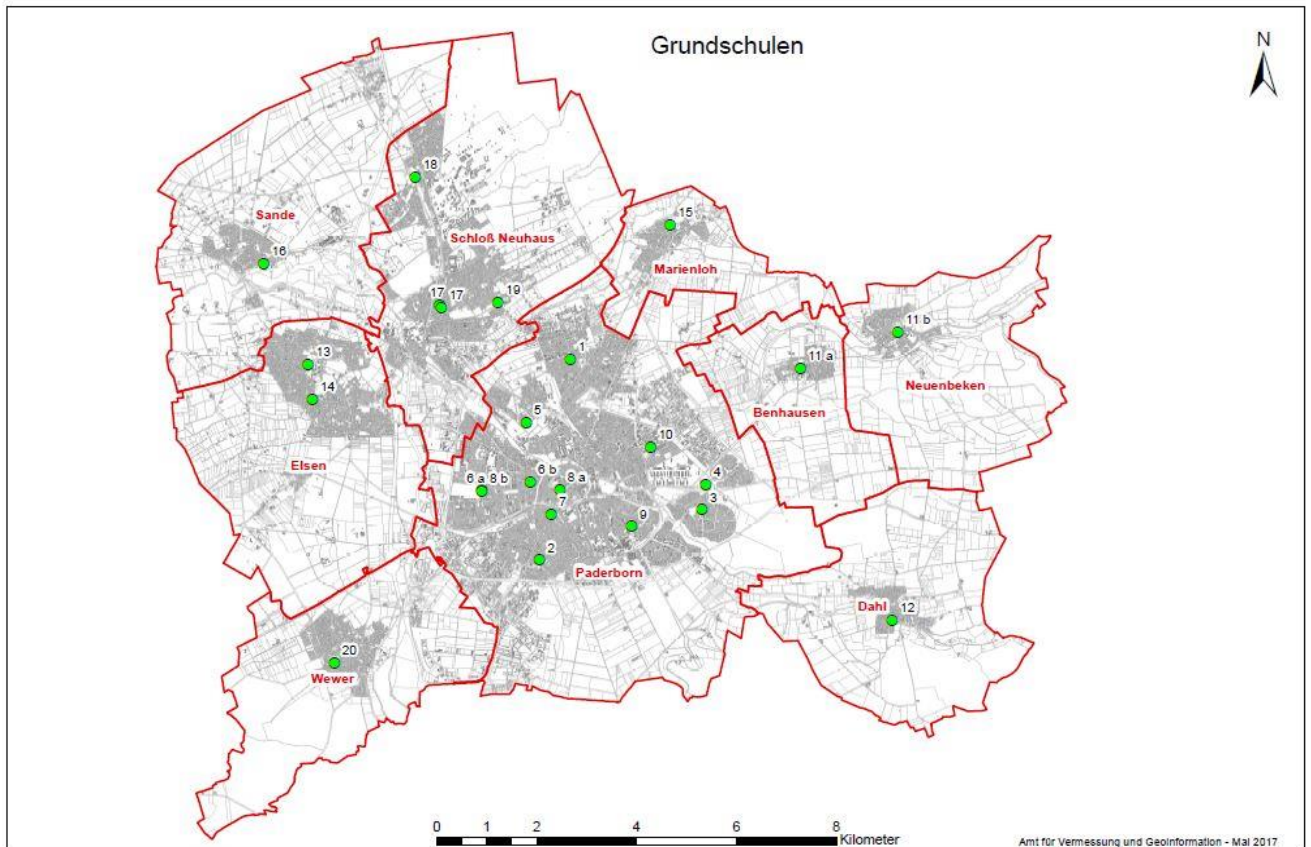 Grundschulen
N
18
15
Sande
Schloß Neuhaus
16
Marienloh
17
17
19
11 b
13
1
11 a
Neuenbeken
14
Benhausen
5
10
Elsen
6 b
4
6 a
8 b
8 a
7
3
9
2
Paderborn
Dahl
12
20
Wewer
0
1
2
4
6
8
Kilometer
Amt für Vermessung und Geoinformation - Mai 2017